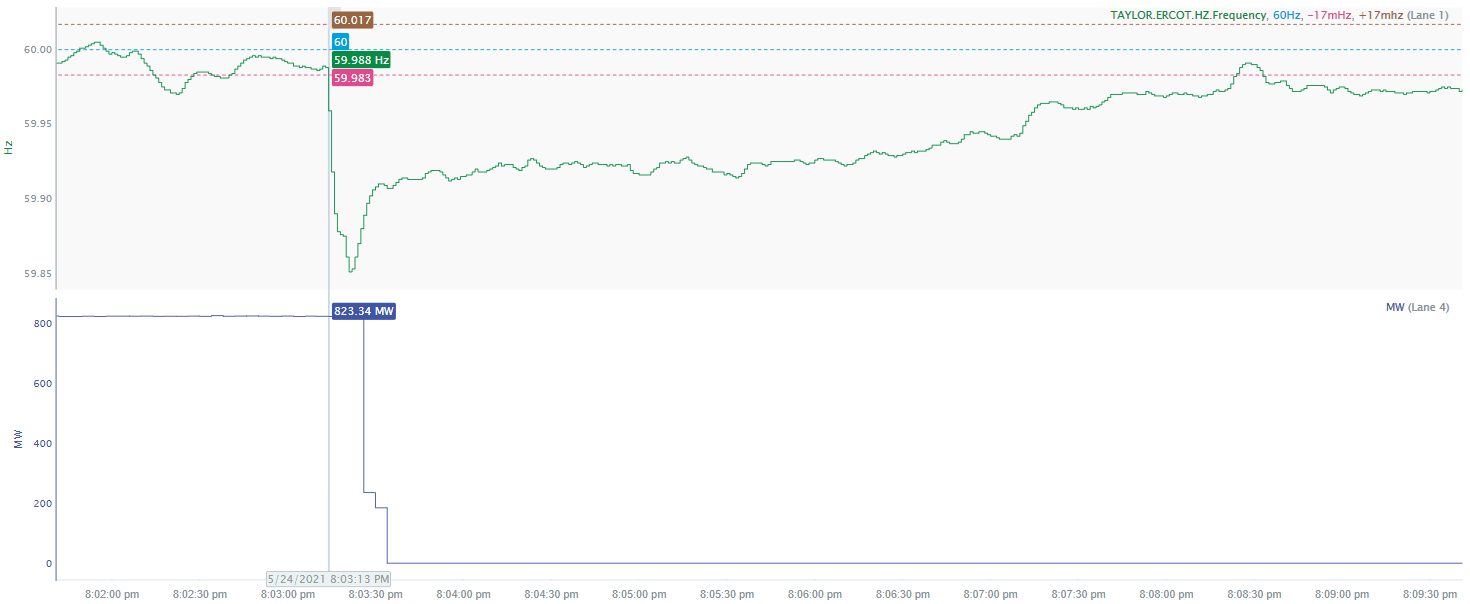 60.017
TAYLOR.ERCOT.HZ.Frequency, 60Hz, −17mHz, +17mhz (Lane 1)
60
60.00
59.988 Hz
59.983
59.95
Hz
59.90
59.85
823.34 MW
MW (Lane 4)
800
600
MW
400
200
0
5/24/2021 8:03:13 PM
8:02:00 pm 8:02:30 pm 8:03:00 pm 8:03:30 pm 8:04:00 pm 8:04:30 pm 8:05:00 pm 8:05:30 pm 8:06:00 pm 8:06:30 pm 8:07:00 pm 8:07:30 pm 8:08:00 pm 8:08:30 pm 8:09:00 pm 8:09:30 pm